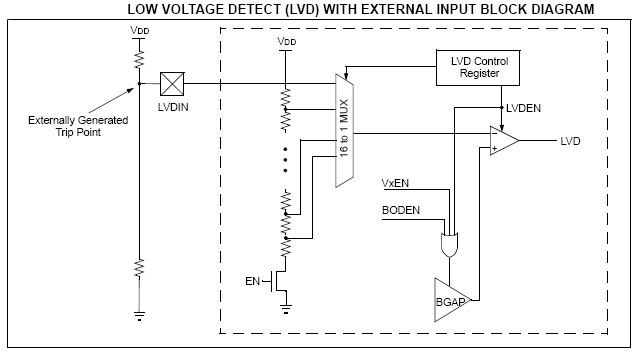 LOW VOLTAGE DETECT (LVD) WITH EXTERNAL INPUT BLOCK DIAGRAM
VDD
VDD
LVD Control
Register
LVDIN
Externally Generated
Trip Point
16 to 1 MUX
LVDEN
–
+
LVD
VxEN
BODEN
EN
BGAP